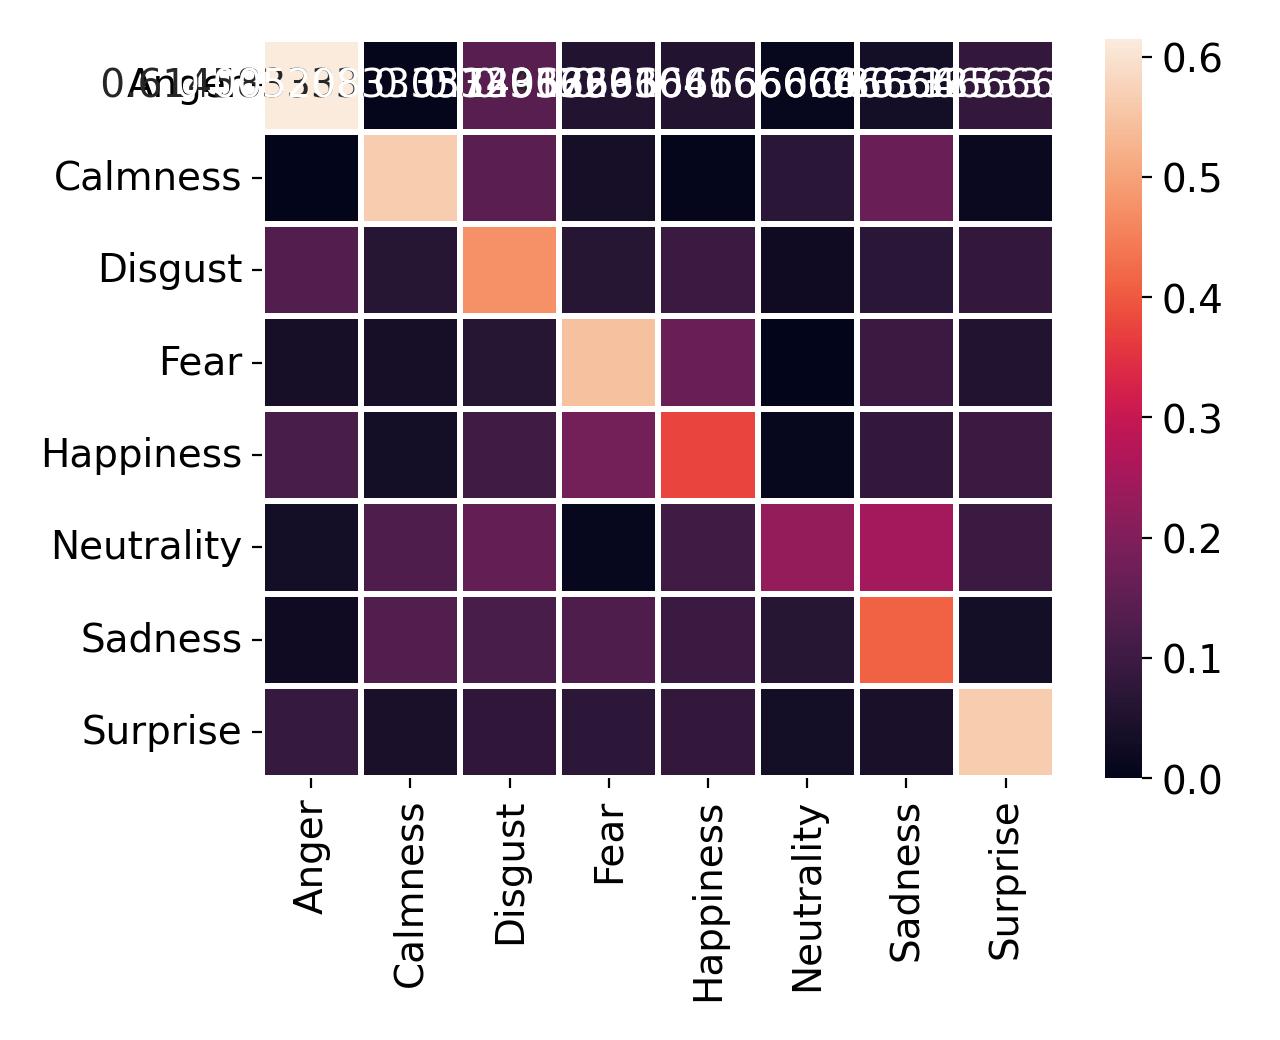 Anger
Calmness
Disgust
Fear
Happiness
Neutrality
Sadness
Surprise
Anger
Calmness
Disgust
Fear
Happiness
Neutrality
Sadness
Surprise
0.6
0.5
0.4
0.3
0.2
0.1
0.0